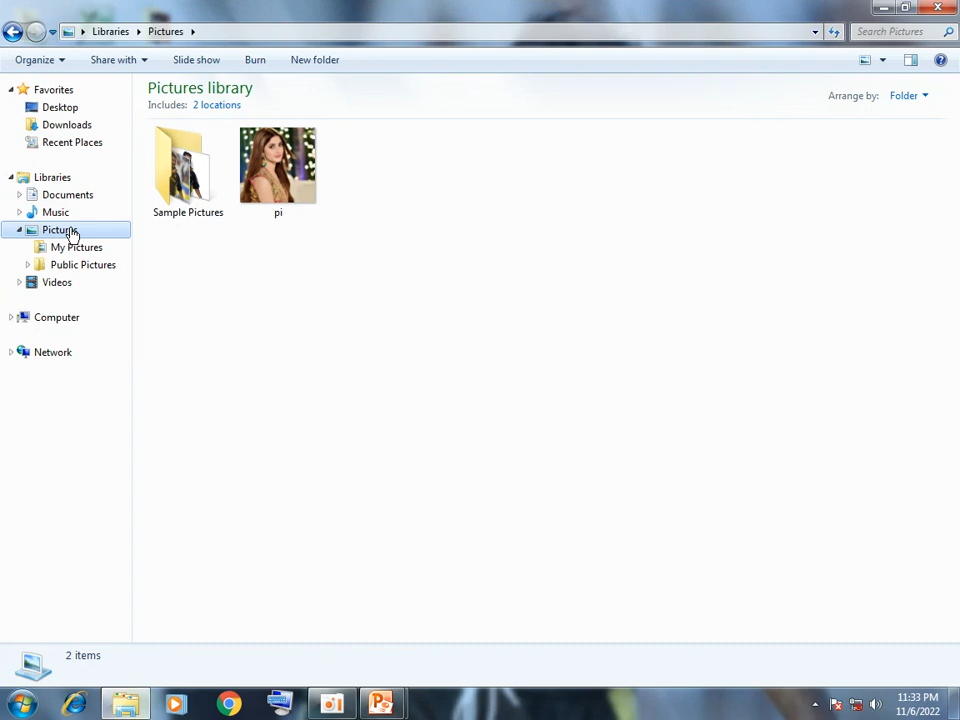 Libraries Pictures
Search Pictures
Organize Share with Slide show Burn New folder
Favorites
Desktop
Downloads
Recent Places
Libraries
Documents
Music
Pictures
My Pictures
Public Pictures
Videos
Computer
Network
Pictures library
Includes: 2 locations
Arrange by: Folder
Sample Pictures
pi
2 items
11:33 PM
11/6/2022